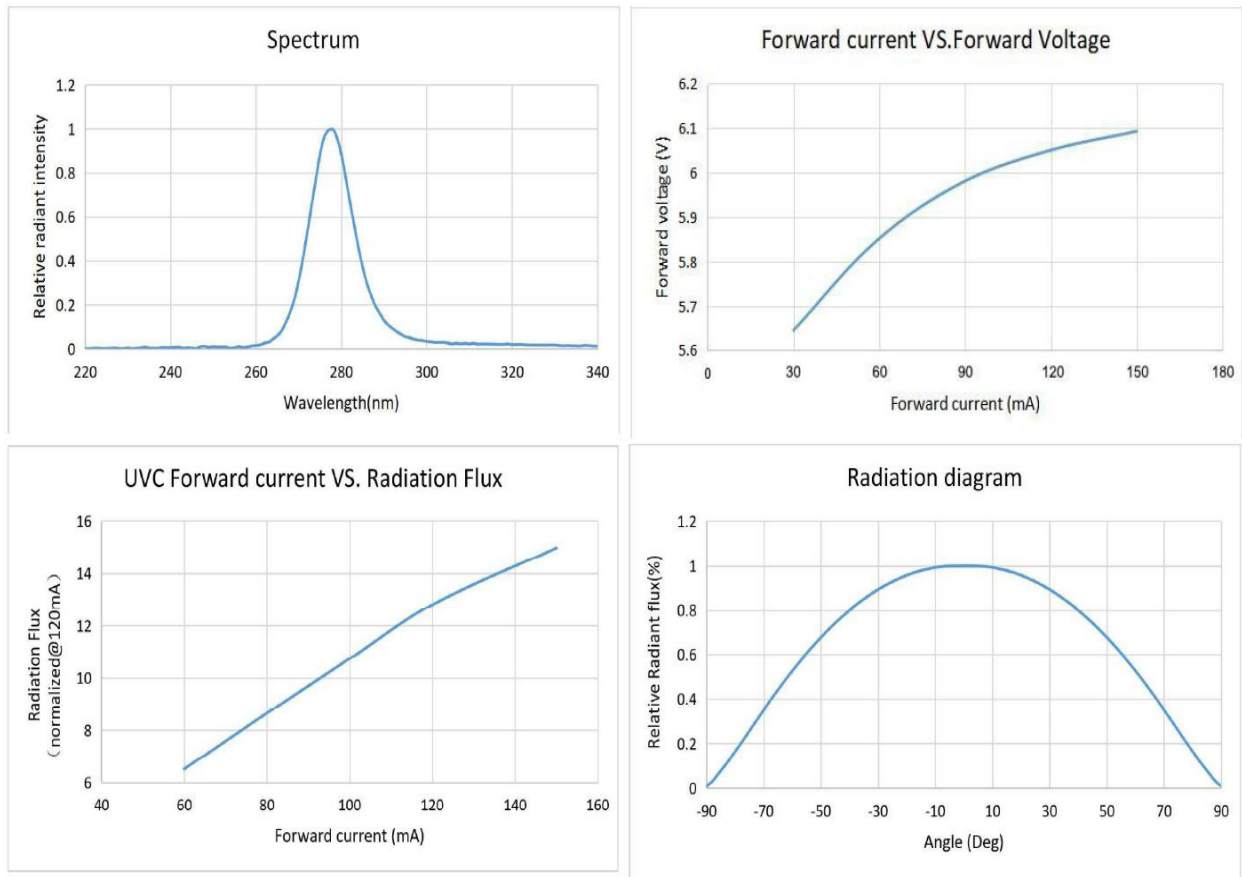 Spectrum
Relative radiant intensity
1.2
1
0.8
0.6
0.4
0.2
0
220 240 260 280 300 320 340
Wavelength(nm)
Forward current VS.Forward Voltage
Forward voltage (V)
6.2
6.1
6
5.9
5.8
5.7
5.6
0 30 60 90 120 150 180
Forward current (mA)
UVC Forward current VS. Radiation Flux
Radiation Flux
（normalized@120mA）
16
14
12
10
8
6
40 60 80 100 120 140 160
Forward current (mA)
Radiation diagram
Relative Radiant flux(%)
1.2
1
0.8
0.6
0.4
0.2
0
-90 -70 -50 -30 -10 10 30 50 70 90
Angle (Deg)